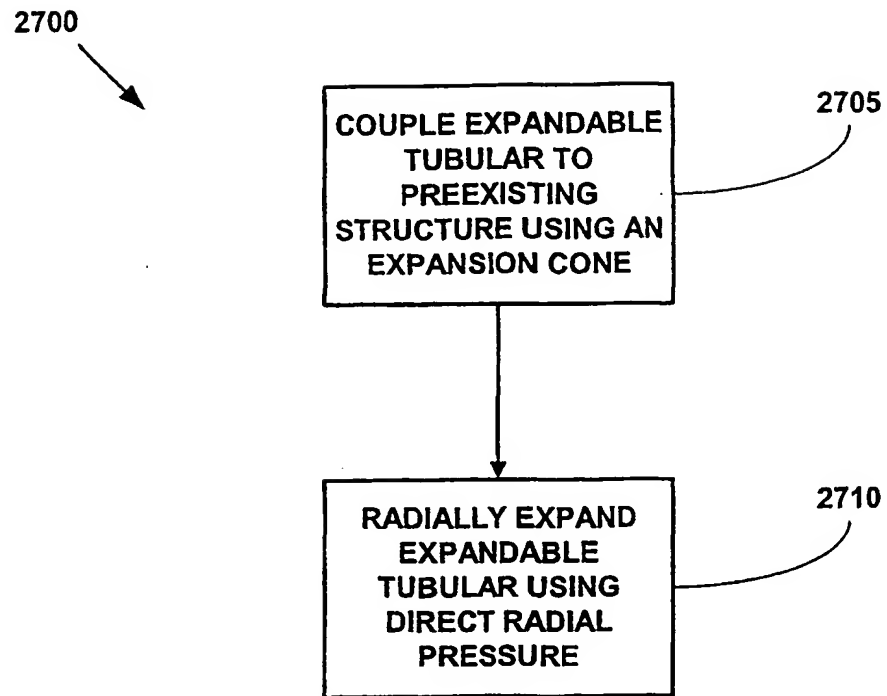 2700
2705
COUPLE EXPANDABLE
TUBULAR TO
PREEXISTING
STRUCTURE USING AN
EXPANSION CONE
2710
RADIALLY EXPAND
EXPANDABLE
TUBULAR USING
DIRECT RADIAL
PRESSURE